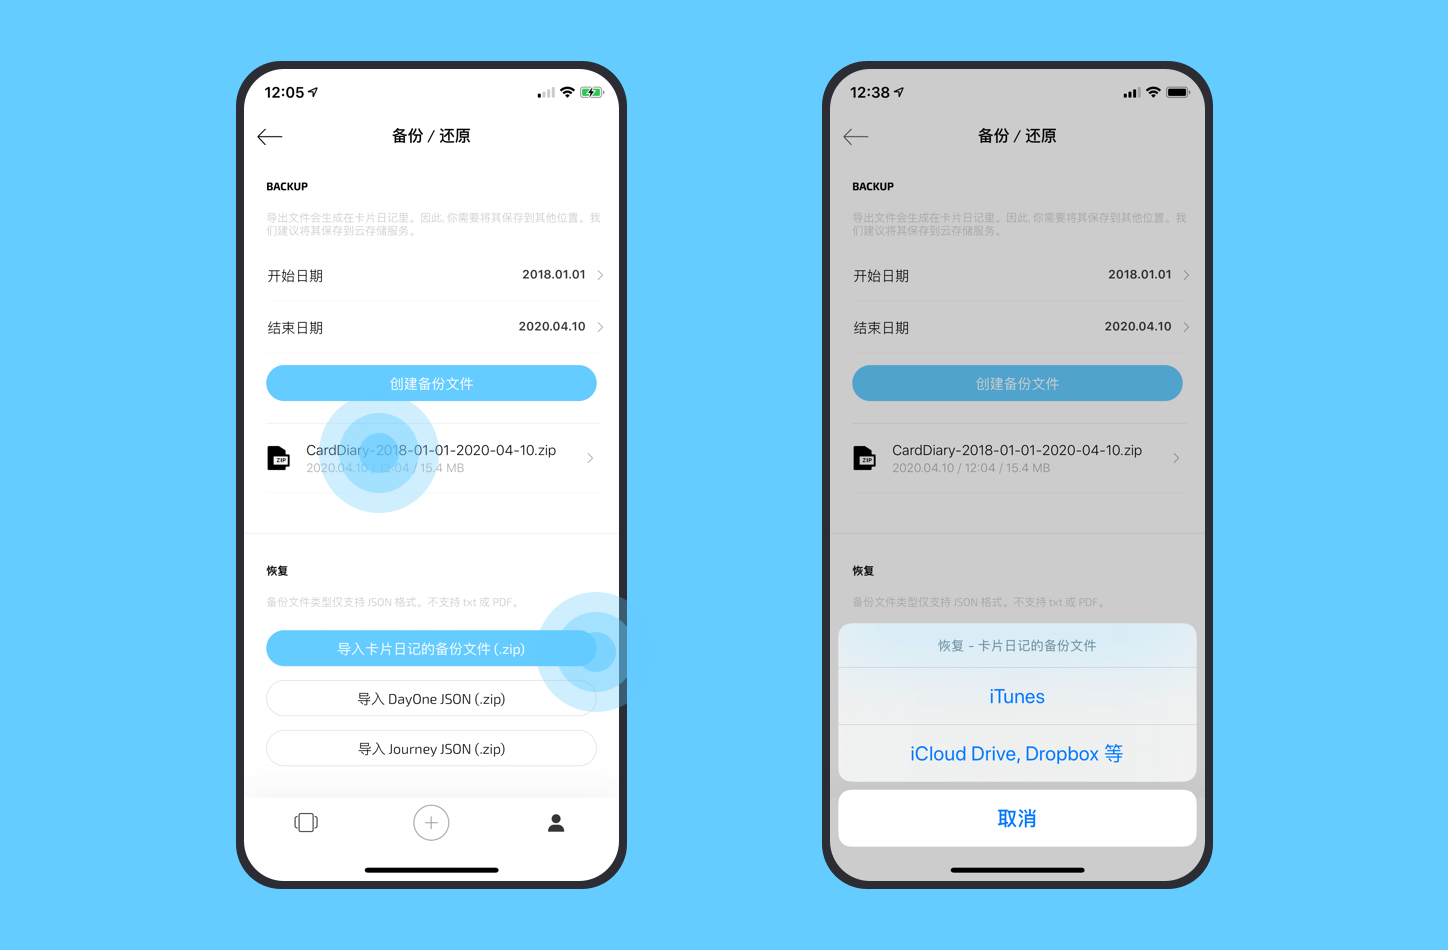 12:05
备份 / 还原
BACKUP
导出文件会生成在卡片日记里。因此, 你需要将其保存到其他位置。我
们建议将其保存到云存储服务。
开始日期 2018.01.01
结束日期 2020.04.10
创建备份文件
ZIP
CardDiary-2018-01-01-2020-04-10.zip
2020.04.10 / 12:04 / 15.4 MB
恢复
备份文件类型仅支持 JSON 格式。不支持 txt 或 PDF。
导入卡片日记的备份文件 (.zip)
导入 DayOne JSON (.zip)
导入 Journey JSON (.zip)
12:38
备份 / 还原
BACKUP
导出文件会生成在卡片日记里。因此, 你需要将其保存到其他位置。我
们建议将其保存到云存储服务。
开始日期 2018.01.01
结束日期 2020.04.10
创建备份文件
ZIP
CardDiary-2018-01-01-2020-04-10.zip
2020.04.10 / 12:04 / 15.4 MB
恢复
备份文件类型仅支持 JSON 格式。不支持 txt 或 PDF。
恢复 - 卡片日记的备份文件
iTunes
iCloud Drive, Dropbox 等
取消